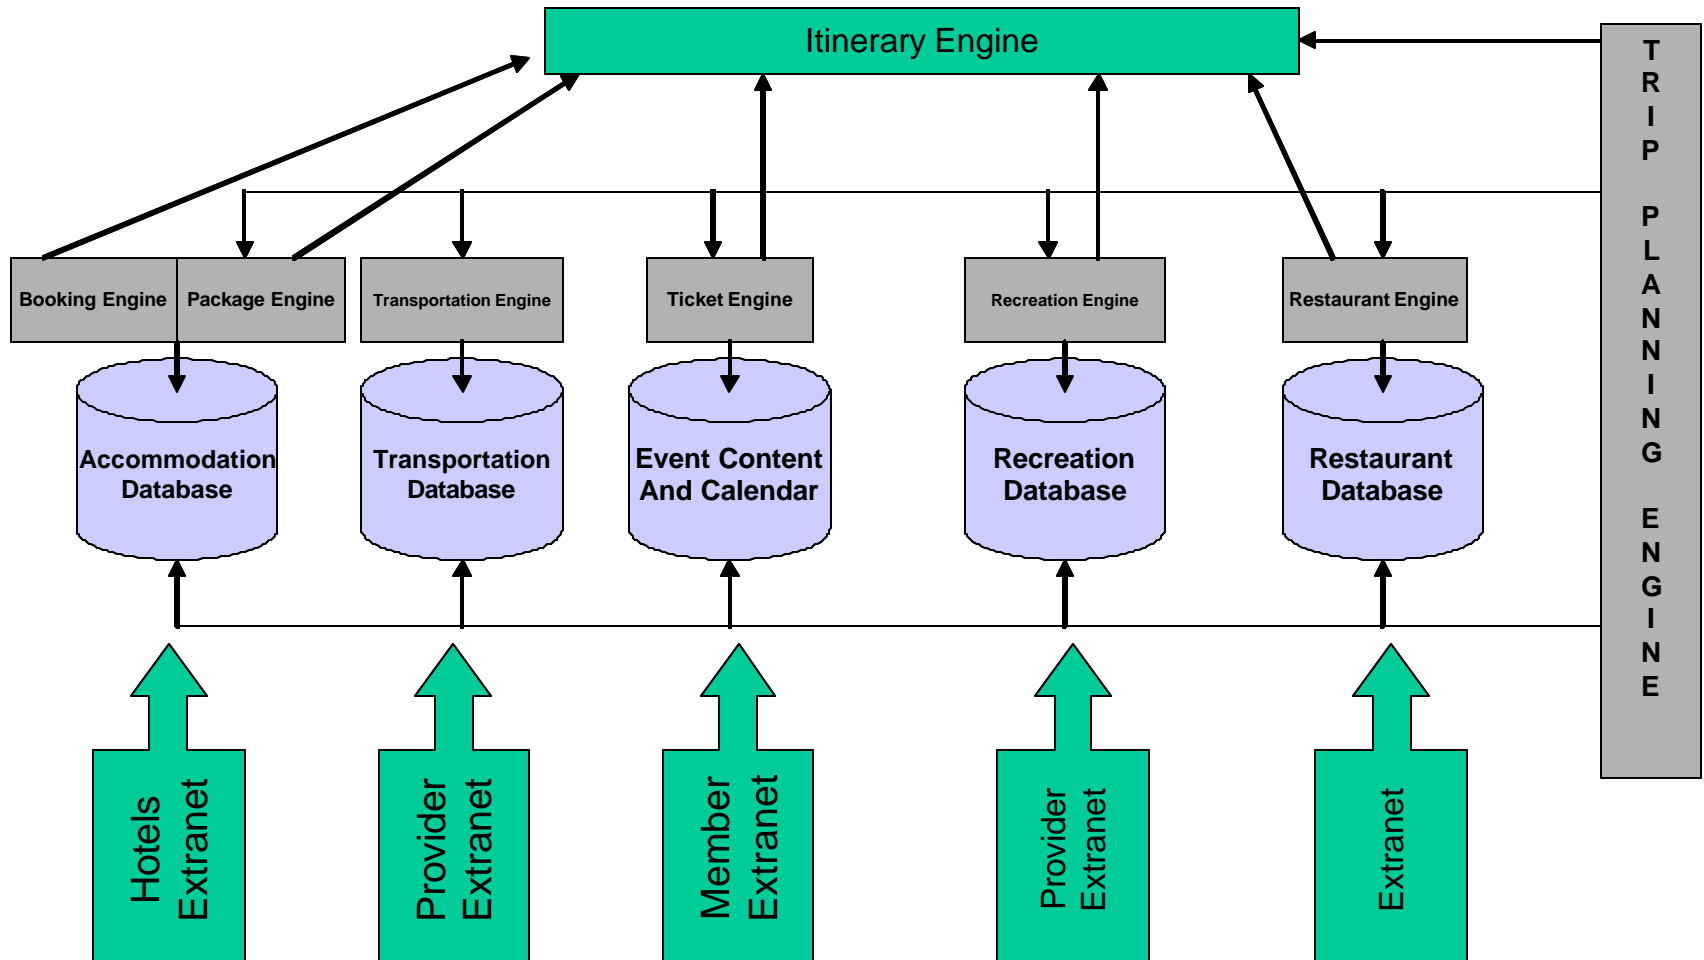 Itinerary Engine
TRIP PLANNING ENGINE
Booking Engine
Package Engine
Transportation Engine
Ticket Engine
Recreation Engine
Restaurant Engine
Accommodation
Database
Transportation
Database
Event Content
And Calendar
Recreation
Database
Restaurant
Database
Hotels
Extranet
Provider
Extranet
Member
Extranet
Provider
Extranet
Extranet